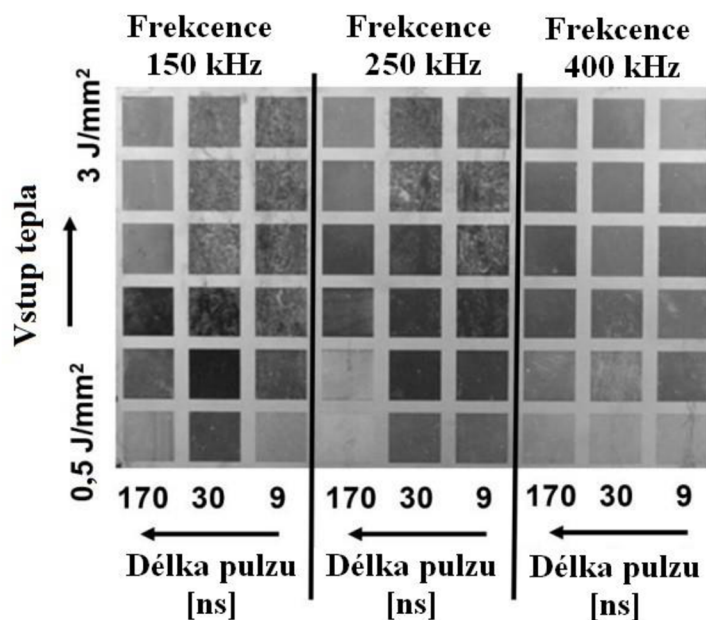 Frekcence
150 kHz
Frekcence
250 kHz
Frekcence
400 kHz
3 J/mm²
Vstup tepla
0,5 J/mm²
170 30 9
170 30 9
170 30 9
Délka pulzu
[ns]
Délka pulzu
[ns]
Délka pulzu
[ns]